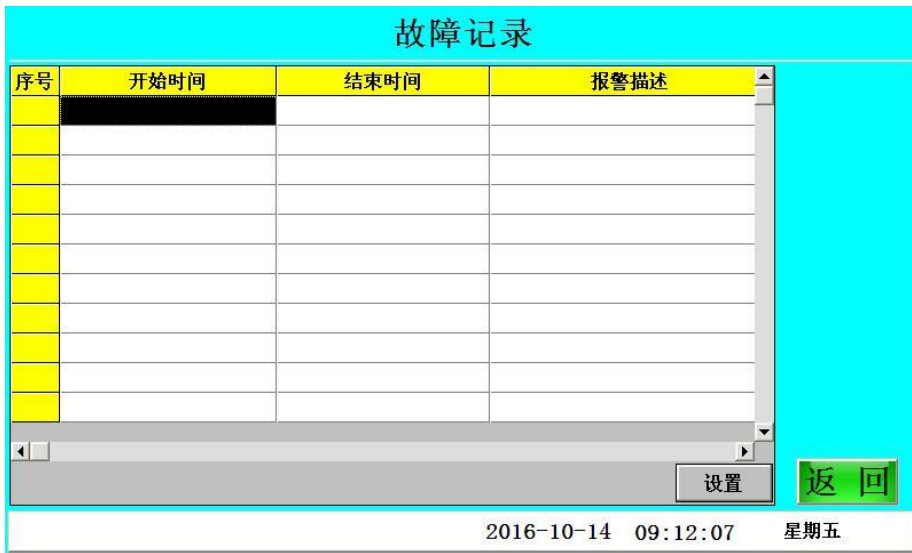 故障记录
序号 开始时间 结束时间 报警描述
设置
返 回
2016-10-14 09:12:07 星期五